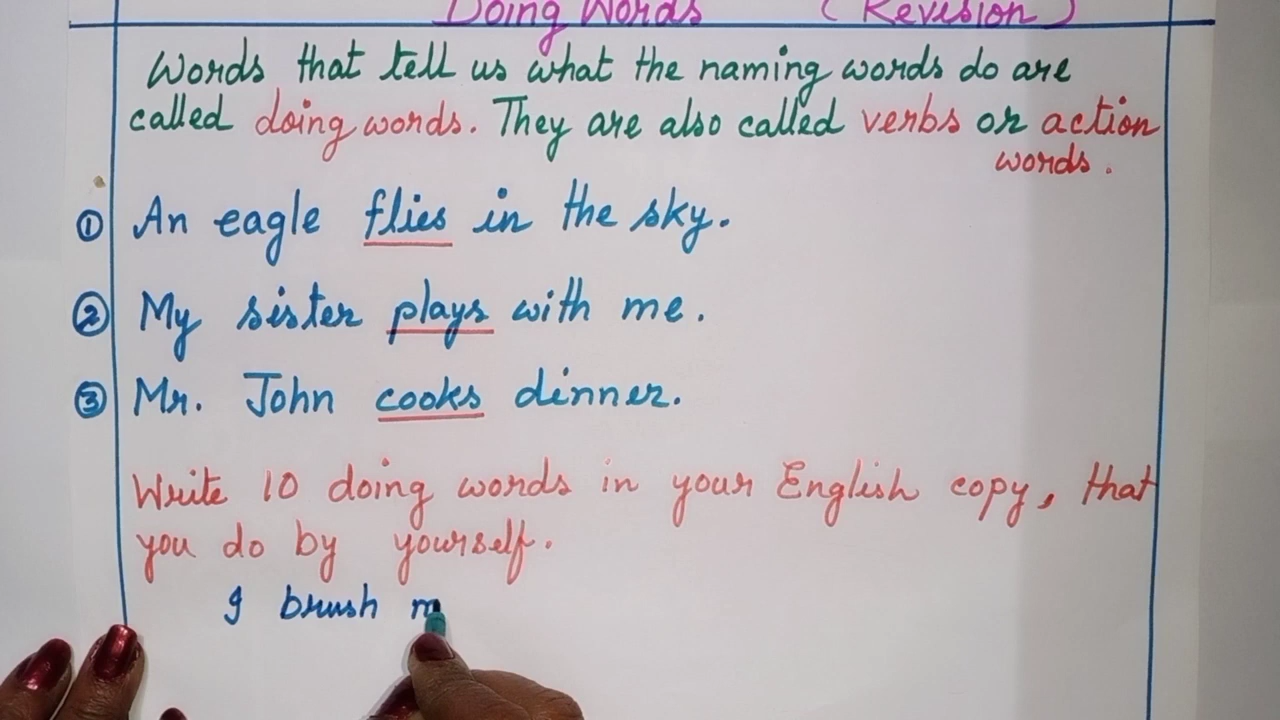 Doing Words (Revision)
Words that tell us what the naming words do are
called doing words. They are also called verbs or action
words.
① An eagle flies in the sky.
② My sister plays with me.
③ Mr. John cooks dinner.
Write 10 doing words in your English copy, that
you do by yourself.
I brush m